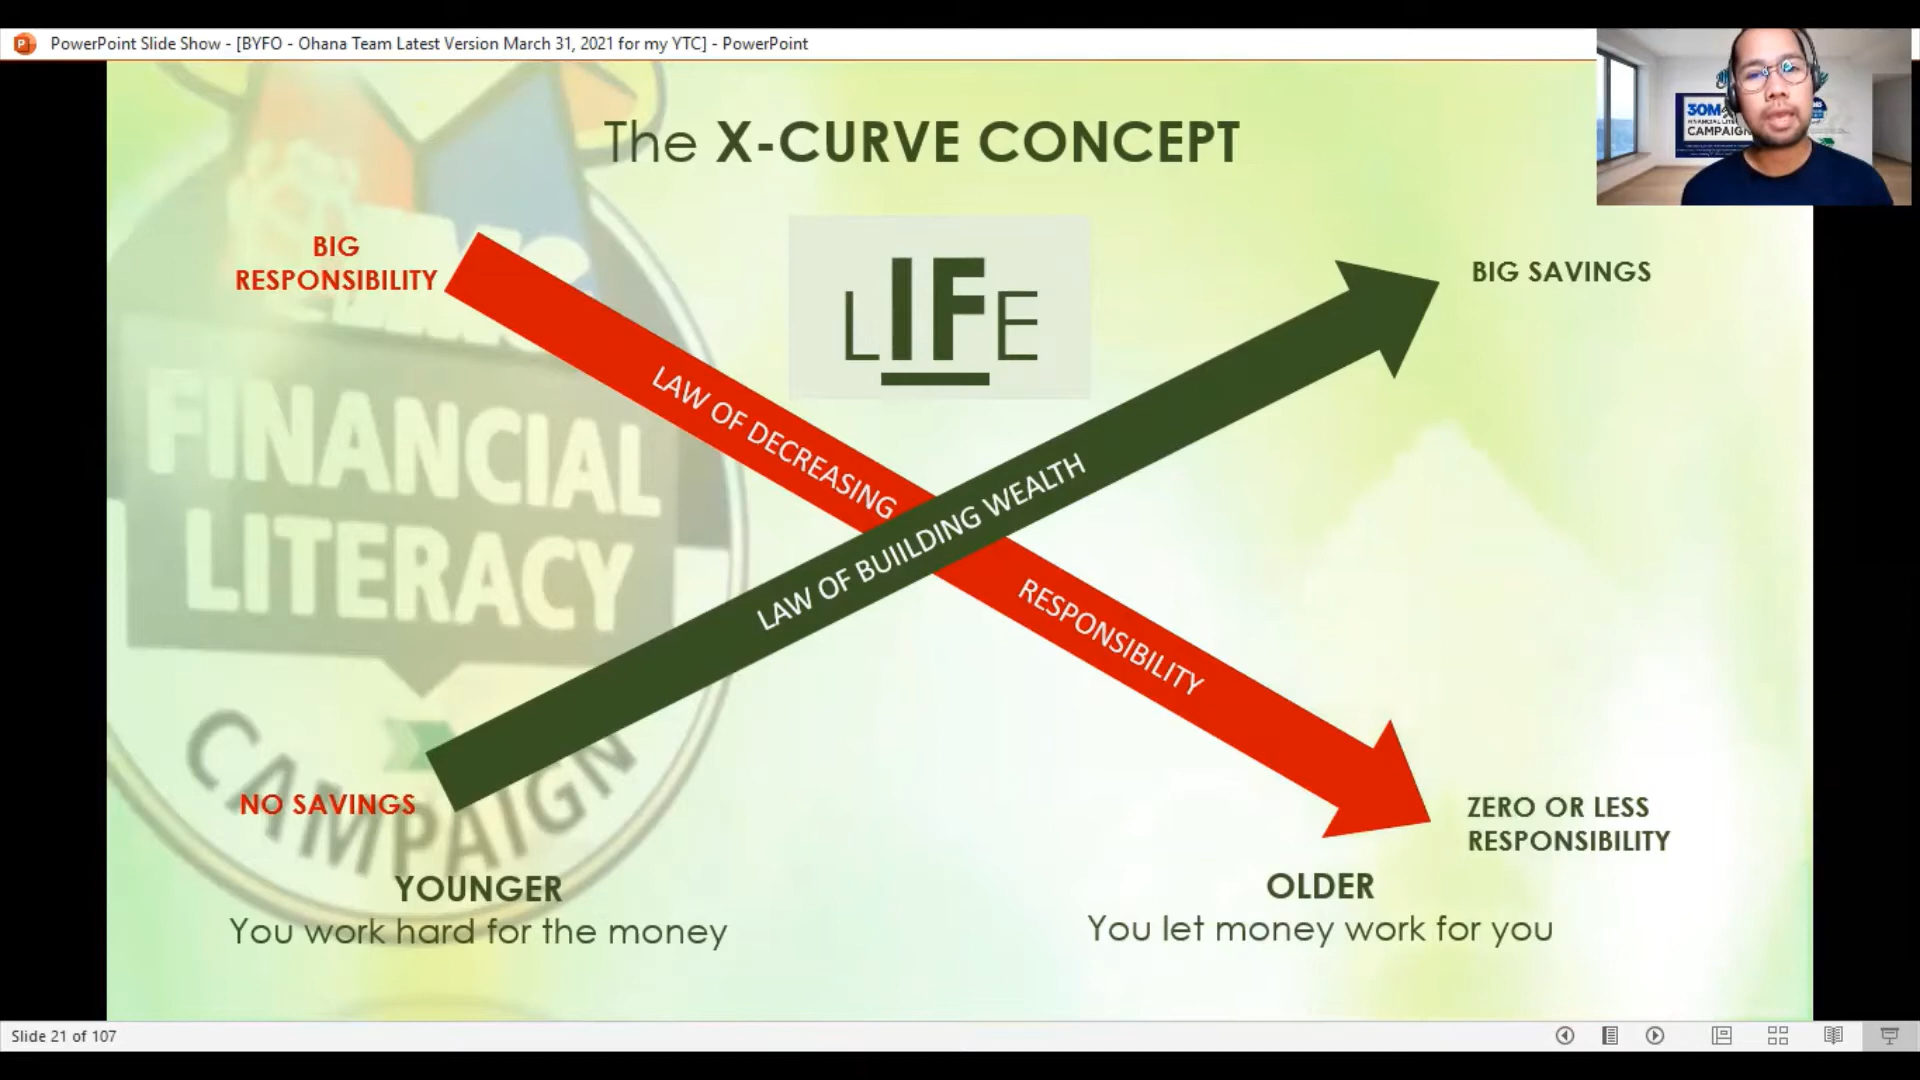 PowerPoint Slide Show - [BYFO - Ohana Team Latest Version March 31, 2021 for my YTC] - PowerPoint
30M
CAMPAIGN
The X-CURVE CONCEPT
BIG
RESPONSIBILITY
LIFE
BIG SAVINGS
LAW OF DECREASING
RESPONSIBILITY
LAW OF BUIILDING WEALTH
FINANCIAL
LITERACY
CAMPAIGN
NO SAVINGS
ZERO OR LESS
RESPONSIBILITY
YOUNGER
You work hard for the money
OLDER
You let money work for you
Slide 21 of 107